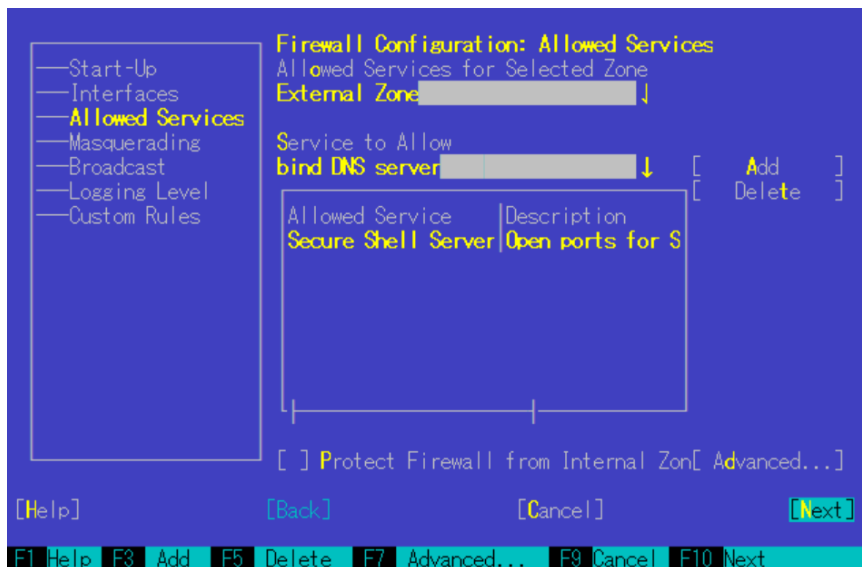 Firewall Configuration: Allowed Services
Start-Up
Interfaces
Allowed Services
Masquerading
Broadcast
Logging Level
Custom Rules
Allowed Services for Selected Zone
External Zone ↓
Service to Allow
bind DNS server ↓ [ Add ]
[ Delete ]
Allowed Service |Description
Secure Shell Server|Open ports for S
[ ] Protect Firewall from Internal Zon[ Advanced...]
[Help] [Back] [Cancel] [Next]
F1 Help F3 Add F5 Delete F7 Advanced... F9 Cancel F10 Next